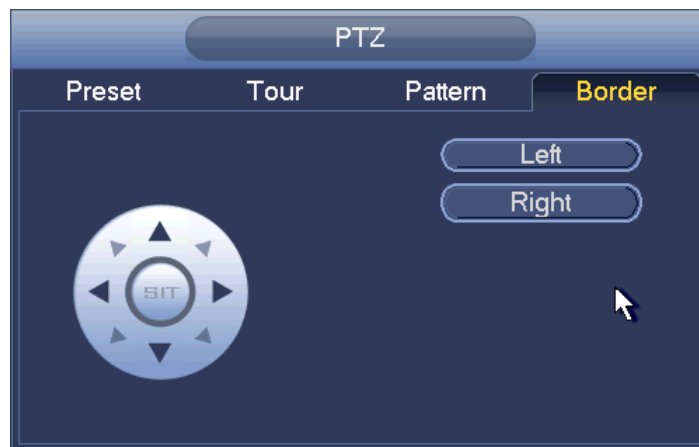 PTZ
Preset Tour Pattern Border
Left
Right
SIT